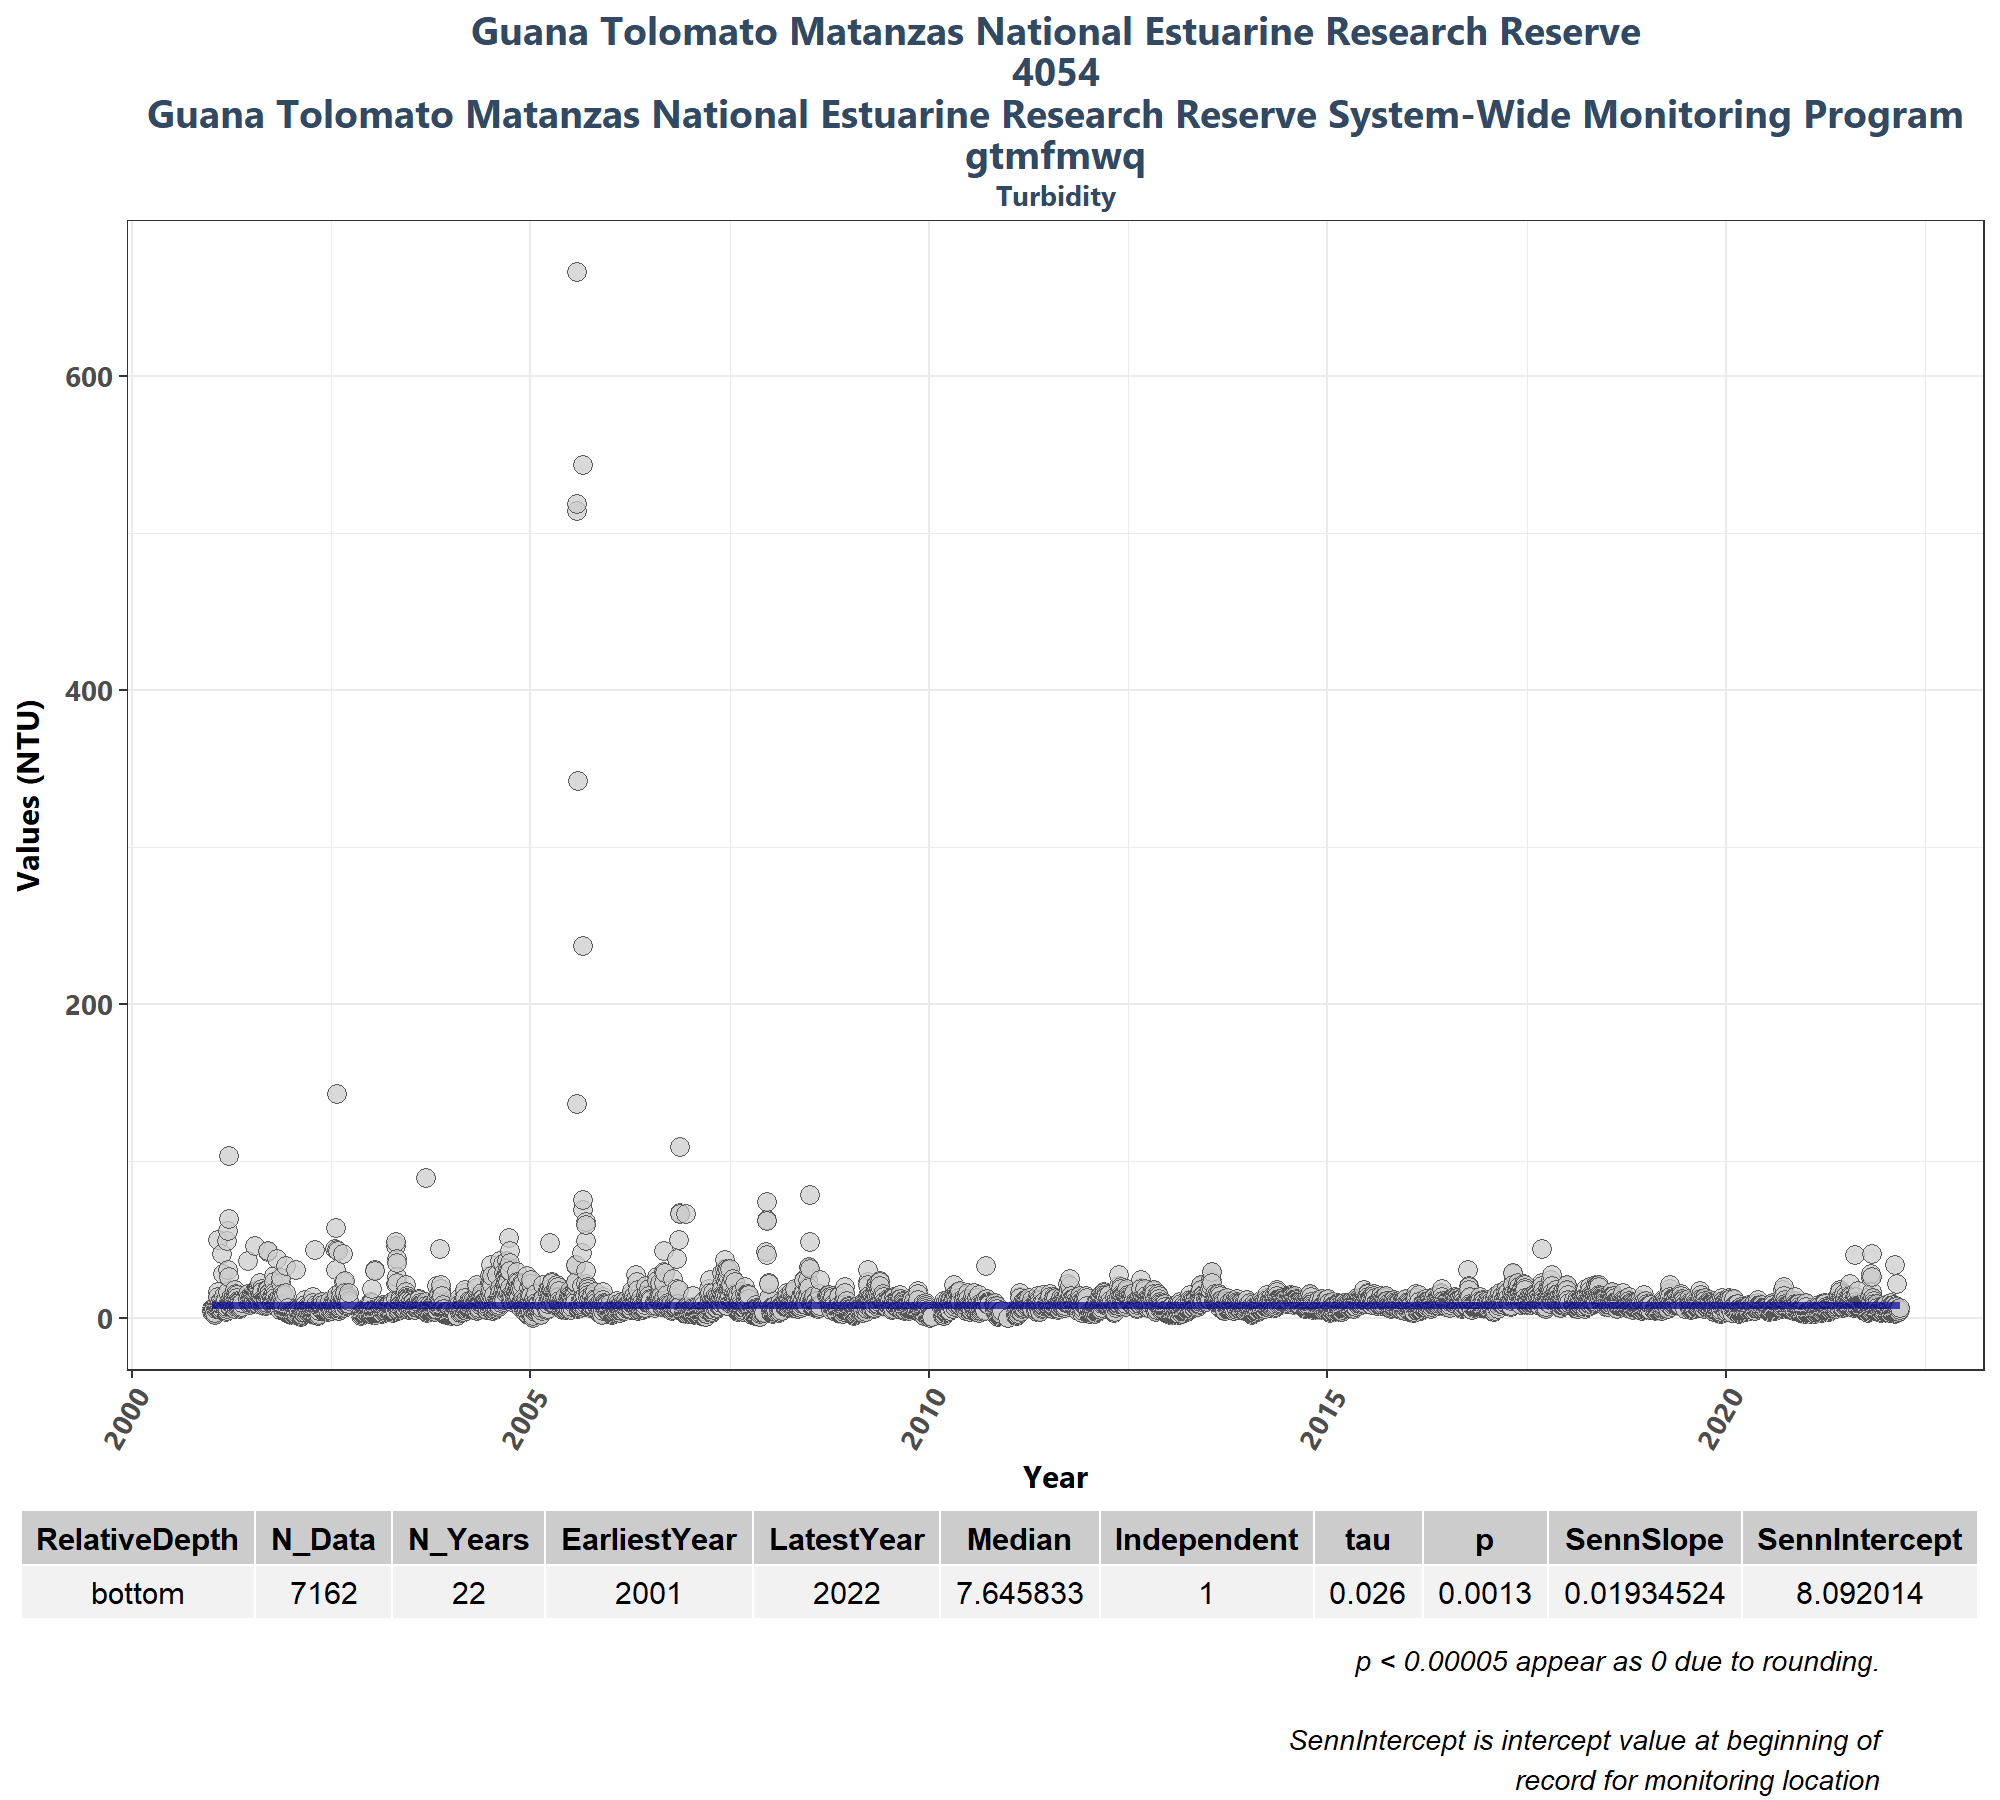 Guana Tolomato Matanzas National Estuarine Research Reserve
4054
Guana Tolomato Matanzas National Estuarine Research Reserve System-Wide Monitoring Program
gtmfmwq
Turbidity
Values (NTU)
600
400
200
0
2000 2005 2010 2015 2020
Year
RelativeDepth N_Data N_Years EarliestYear LatestYear Median Independent tau p SennSlope SennIntercept
bottom 7162 22 2001 2022 7.645833 1 0.026 0.0013 0.01934524 8.092014
p < 0.00005 appear as 0 due to rounding.
SennIntercept is intercept value at beginning of
record for monitoring location